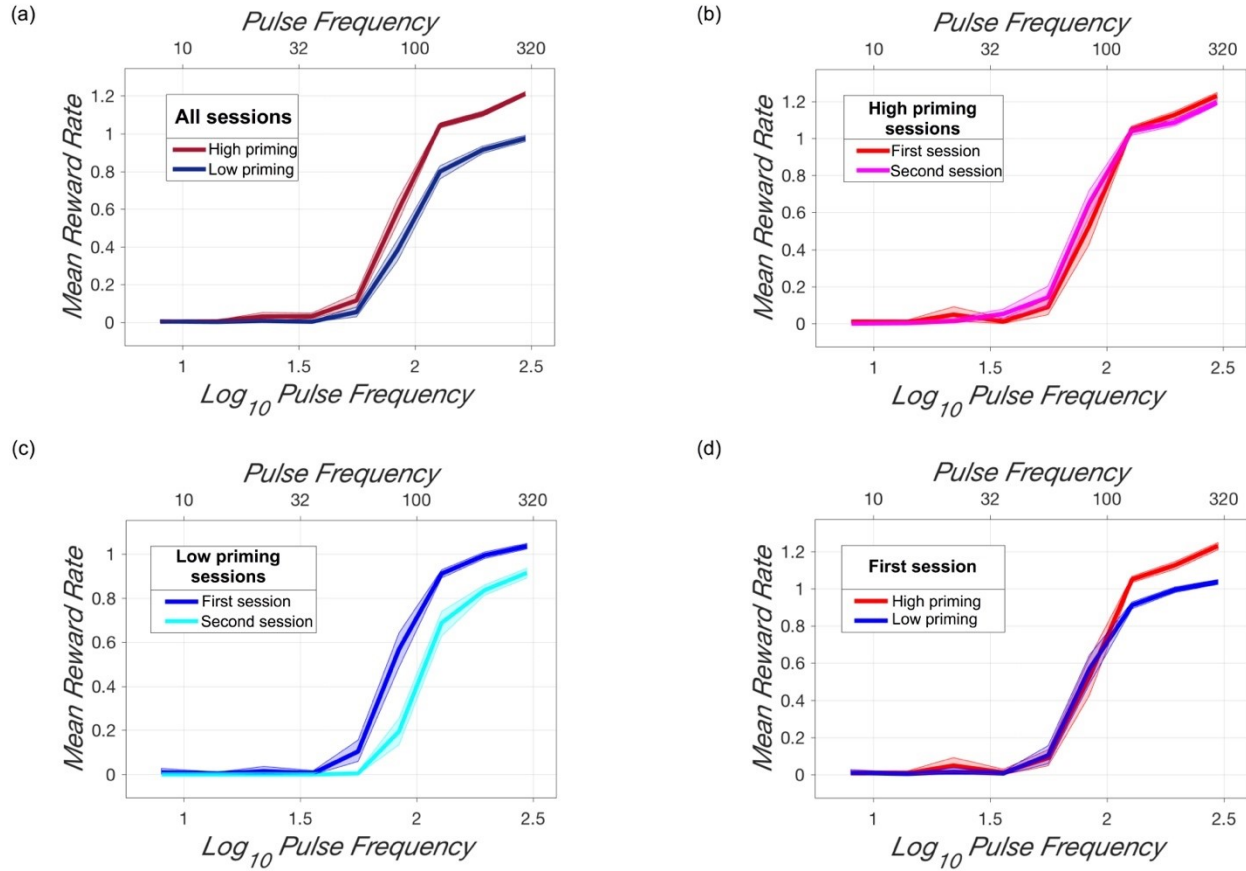 (a)
Pulse Frequency
10 32 100 320
1.2
1
0.8
0.6
0.4
0.2
0
Mean Reward Rate
All sessions
High priming
Low priming
1 1.5 2 2.5
Log10 Pulse Frequency
(b)
Pulse Frequency
10 32 100 320
1.2
1
0.8
0.6
0.4
0.2
0
Mean Reward Rate
High priming
sessions
First session
Second session
1 1.5 2 2.5
Log10 Pulse Frequency
(c)
Pulse Frequency
10 32 100 320
1
0.8
0.6
0.4
0.2
0
Mean Reward Rate
Low priming
sessions
First session
Second session
1 1.5 2 2.5
Log10 Pulse Frequency
(d)
Pulse Frequency
10 32 100 320
1.2
1
0.8
0.6
0.4
0.2
0
Mean Reward Rate
First session
High priming
Low priming
1 1.5 2 2.5
Log10 Pulse Frequency